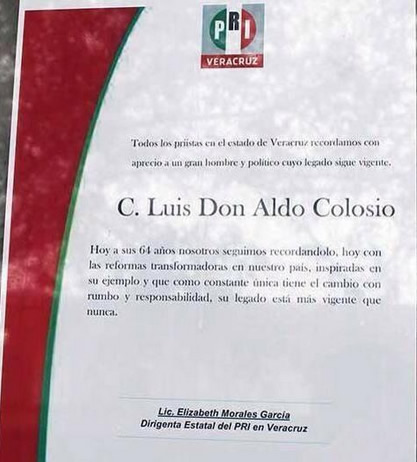 PRI
VERACRUZ
Todos los priistas en el estado de Veracruz recordamos con
aprecio a un gran hombre y político cuyo legado sigue vigente.
C. Luis Don Aldo Colosio
Hoy a sus 64 años nosotros seguimos recordandolo, hoy con
las reformas transformadoras en nuestro país, inspiradas en
su ejemplo y que como constante única tiene el cambio con
rumbo y responsabilidad, su legado está más vigente que
nunca.
Lic. Elizabeth Morales García
Dirigenta Estatal del PRI en Veracruz